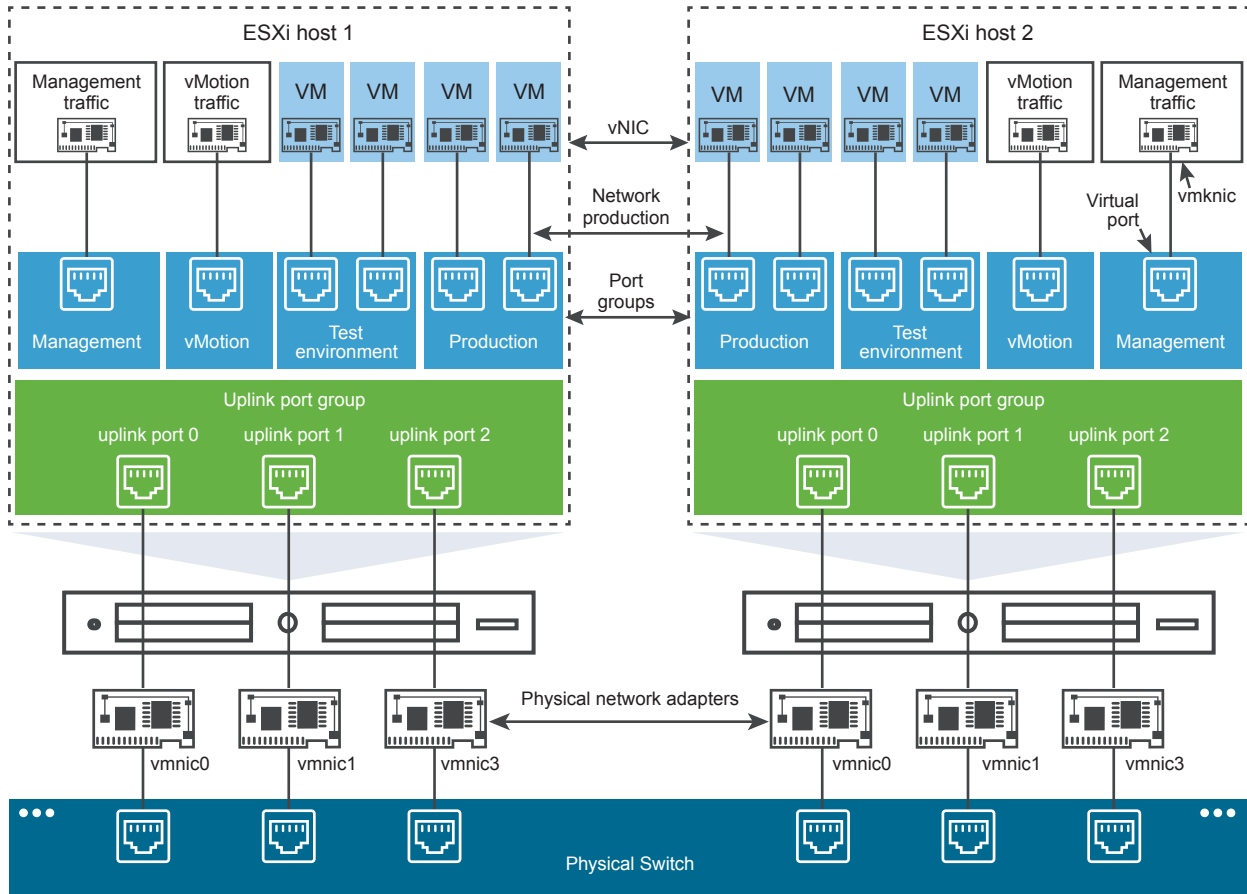 ESXi host 1
ESXi host 2
Management
traffic
vMotion
traffic
VM
VM
VM
VM
vNIC
VM
VM
VM
VM
vMotion
traffic
Management
traffic
Network
production
Virtual
port
vmknic
Port
groups
Management
vMotion
Test
environment
Production
Production
Test
environment
vMotion
Management
Uplink port group
uplink port 0
uplink port 1
uplink port 2
Uplink port group
uplink port 0
uplink port 1
uplink port 2
Physical network adapters
vmnic0
vmnic1
vmnic3
vmnic0
vmnic1
vmnic3
Physical Switch